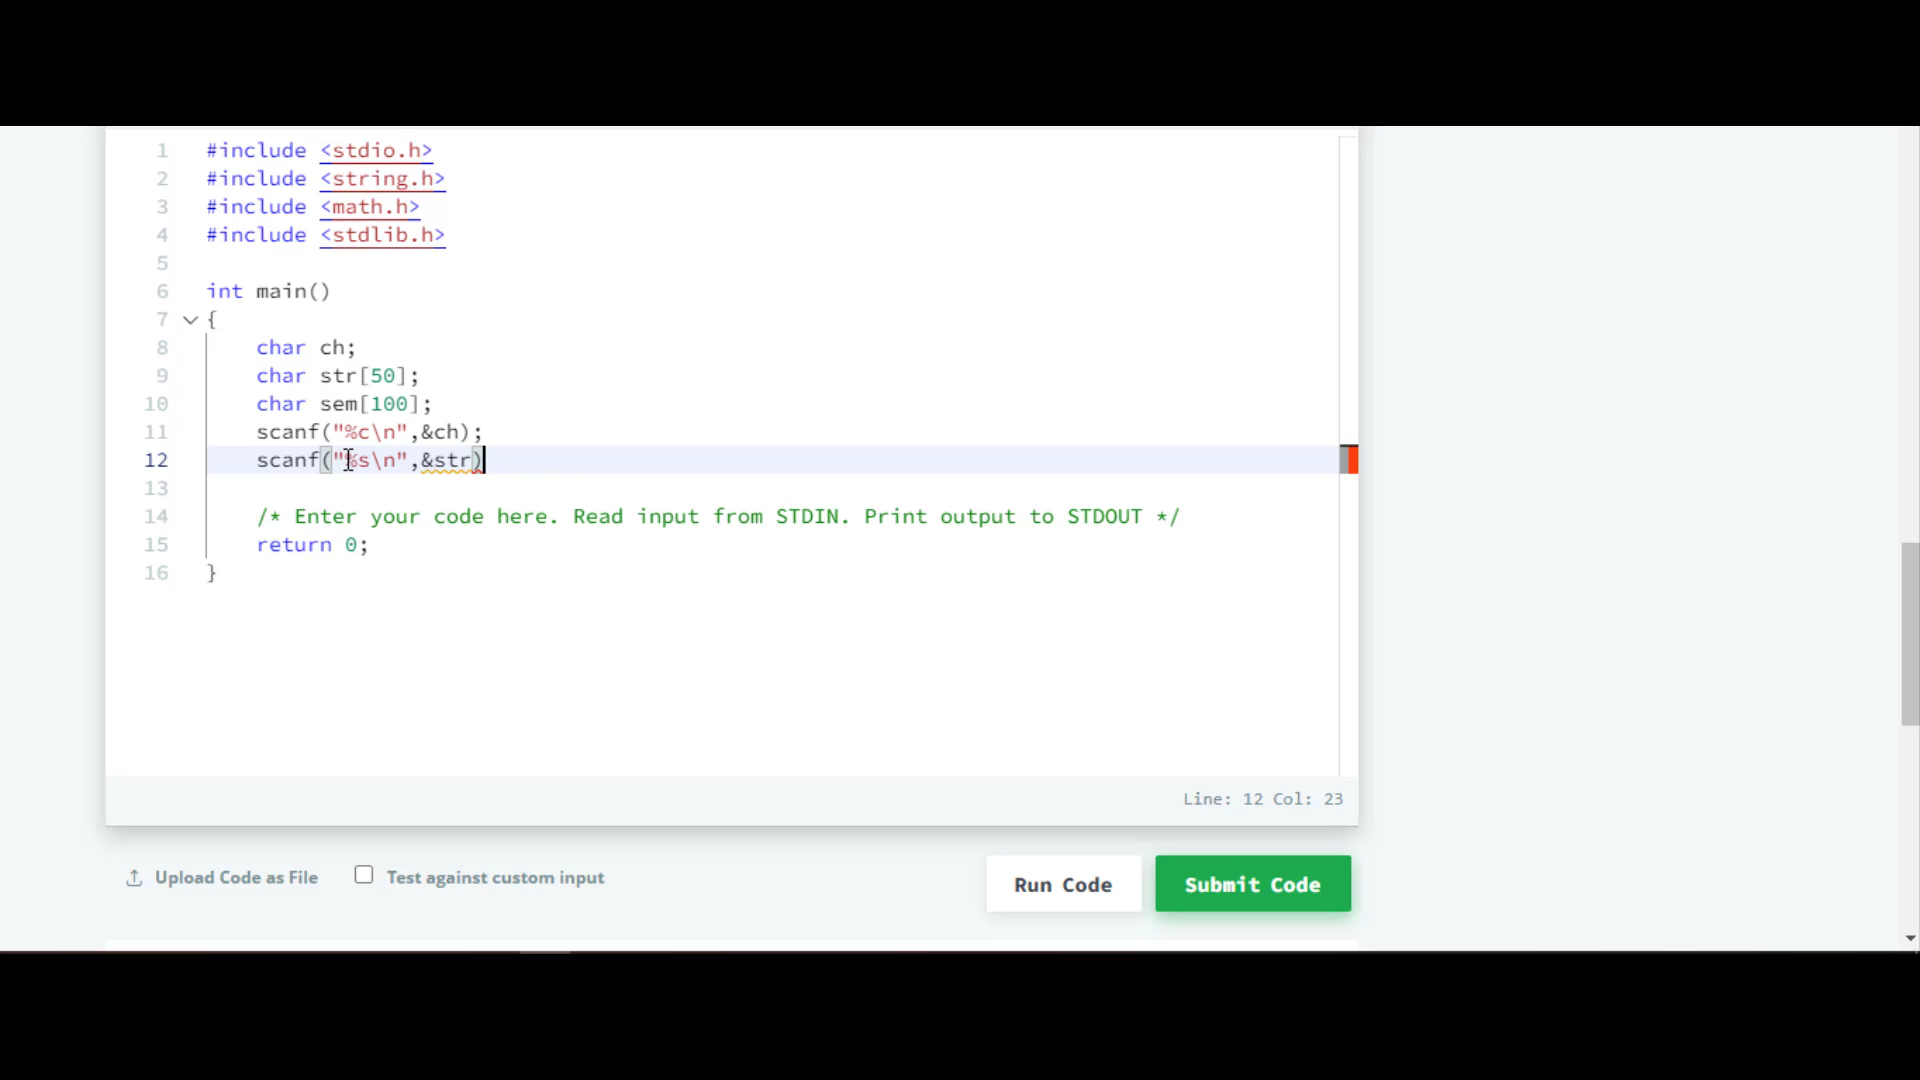 1 #include <stdio.h>
2 #include <string.h>
3 #include <math.h>
4 #include <stdlib.h>
5
6 int main()
7 {
8 char ch;
9 char str[50];
10 char sem[100];
11 scanf("%c\n",&ch);
12 scanf("%s\n",&str)
13
14 /* Enter your code here. Read input from STDIN. Print output to STDOUT */
15 return 0;
16 }
Line: 12 Col: 23
Upload Code as File Test against custom input Run Code Submit Code